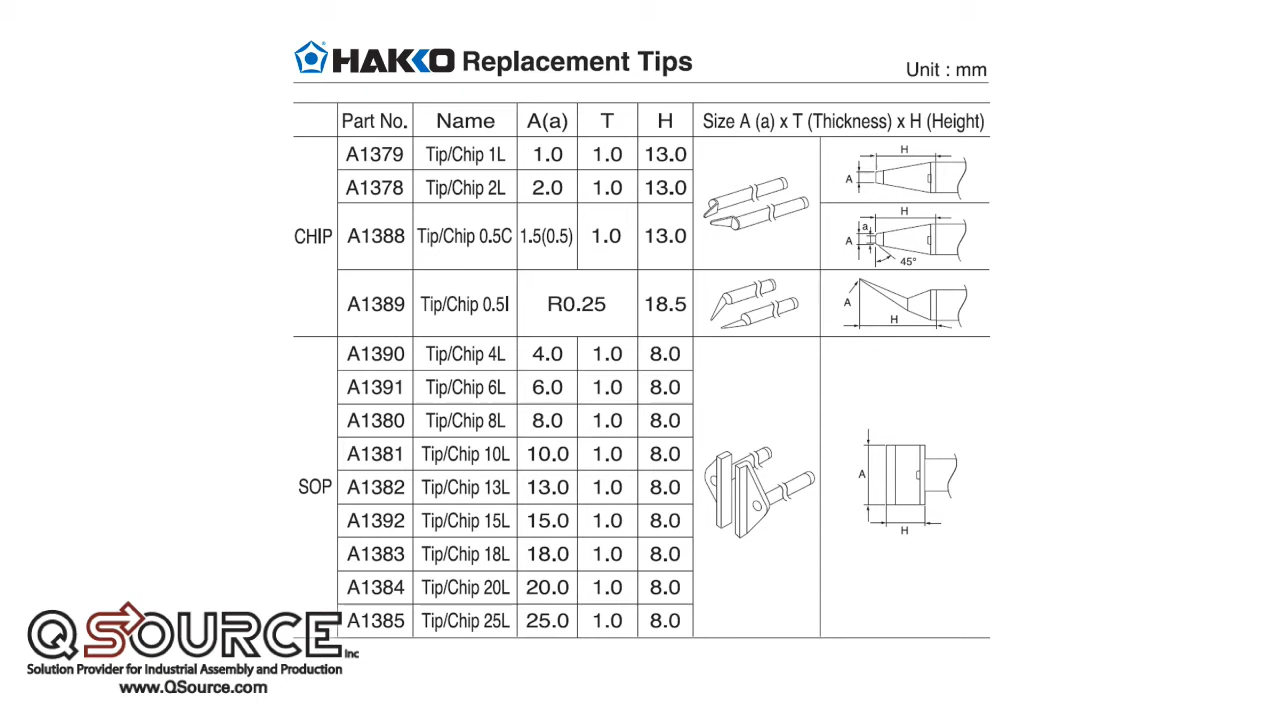 HAKKO Replacement Tips
Unit : mm
Part No. Name A(a) T H Size A (a) x T (Thickness) x H (Height)
CHIP
A1379 Tip/Chip 1L 1.0 1.0 13.0
A1378 Tip/Chip 2L 2.0 1.0 13.0
A1388 Tip/Chip 0.5C 1.5(0.5) 1.0 13.0
A1389 Tip/Chip 0.5I R0.25 18.5
H
A
H
a
A
45°
A
H
SOP
A1390 Tip/Chip 4L 4.0 1.0 8.0
A1391 Tip/Chip 6L 6.0 1.0 8.0
A1380 Tip/Chip 8L 8.0 1.0 8.0
A1381 Tip/Chip 10L 10.0 1.0 8.0
A1382 Tip/Chip 13L 13.0 1.0 8.0
A1392 Tip/Chip 15L 15.0 1.0 8.0
A1383 Tip/Chip 18L 18.0 1.0 8.0
A1384 Tip/Chip 20L 20.0 1.0 8.0
A1385 Tip/Chip 25L 25.0 1.0 8.0
A
H
QSOURCE Inc
Solution Provider for Industrial Assembly and Production
www.QSource.com